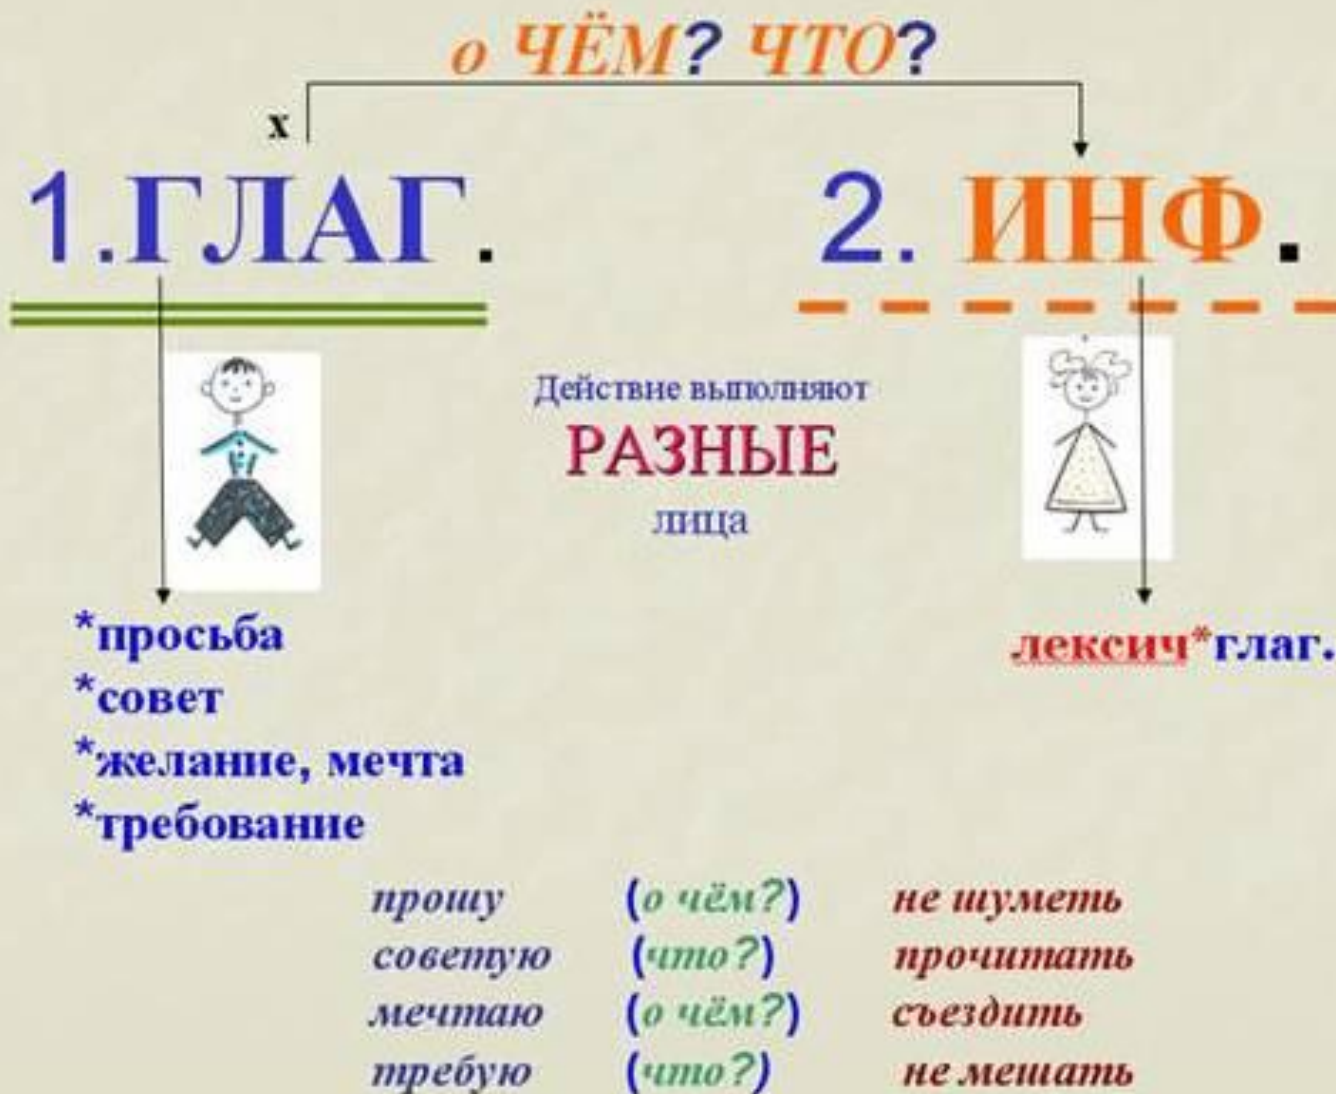 о ЧЁМ? ЧТО?
х
1.ГЛАГ. 2. ИНФ.
Действие выполняют
РАЗНЫЕ
лица
*просьба
*совет
*желание, мечта
*требование
лексич*глаг.
прошу (о чём?) не шуметь
советую (что?) прочитать
мечтаю (о чём?) съездить
требую (что?) не мешать